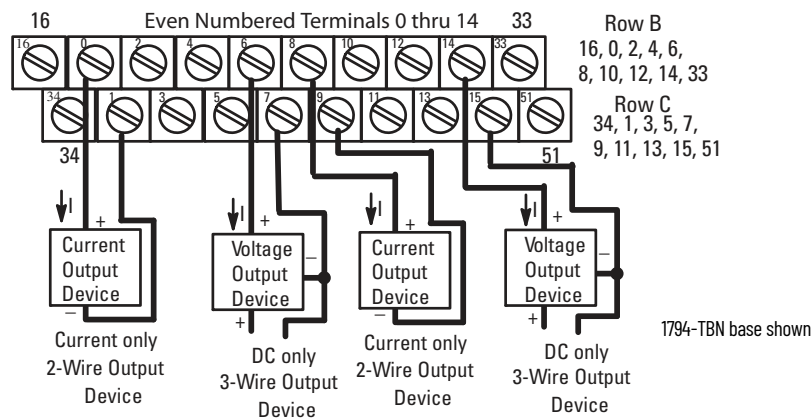 16 Even Numbered Terminals 0 thru 14 33
16 0 2 4 6 8 10 12 14 33
34 1 3 5 7 9 11 13 15 51
34 51
Row B
16, 0, 2, 4, 6,
8, 10, 12, 14, 33
Row C
34, 1, 3, 5, 7,
9, 11, 13, 15, 51
I +
Current
Output
Device
–
Current only
2-Wire Output
Device
I +
Voltage
Output
Device
–
+
DC only
3-Wire Output
Device
I +
Current
Output
Device
–
Current only
2-Wire Output
Device
I +
Voltage
Output
Device
–
+
DC only
3-Wire Output
Device
1794-TBN base shown